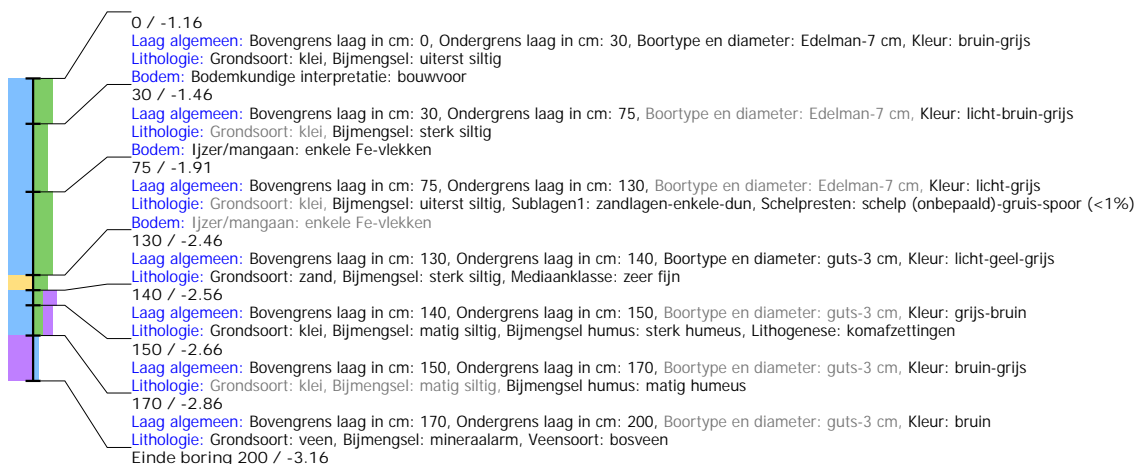 0 / -1.16
Laag algemeen: Bovengrens laag in cm: 0, Ondergrens laag in cm: 30, Boortype en diameter: Edelman-7 cm, Kleur: bruin-grijs
Lithologie: Grondsoort: klei, Bijmengsel: uiterst siltig
Bodem: Bodemkundige interpretatie: bouwvoor
30 / -1.46
Laag algemeen: Bovengrens laag in cm: 30, Ondergrens laag in cm: 75, Boortype en diameter: Edelman-7 cm, Kleur: licht-bruin-grijs
Lithologie: Grondsoort: klei, Bijmengsel: sterk siltig
Bodem: Ijzer/mangaan: enkele Fe-vlekken
75 / -1.91
Laag algemeen: Bovengrens laag in cm: 75, Ondergrens laag in cm: 130, Boortype en diameter: Edelman-7 cm, Kleur: licht-grijs
Lithologie: Grondsoort: klei, Bijmengsel: uiterst siltig, Sublagen1: zandlagen-enkele-dun, Schelpresten: schelp (onbepaald)-gruis-spoor (<1%)
Bodem: Ijzer/mangaan: enkele Fe-vlekken
130 / -2.46
Laag algemeen: Bovengrens laag in cm: 130, Ondergrens laag in cm: 140, Boortype en diameter: guts-3 cm, Kleur: licht-geel-grijs
Lithologie: Grondsoort: zand, Bijmengsel: sterk siltig, Mediaanklasse: zeer fijn
140 / -2.56
Laag algemeen: Bovengrens laag in cm: 140, Ondergrens laag in cm: 150, Boortype en diameter: guts-3 cm, Kleur: grijs-bruin
Lithologie: Grondsoort: klei, Bijmengsel: matig siltig, Bijmengsel humus: sterk humeus, Lithogenese: komafzettingen
150 / -2.66
Laag algemeen: Bovengrens laag in cm: 150, Ondergrens laag in cm: 170, Boortype en diameter: guts-3 cm, Kleur: bruin-grijs
Lithologie: Grondsoort: klei, Bijmengsel: matig siltig, Bijmengsel humus: matig humeus
170 / -2.86
Laag algemeen: Bovengrens laag in cm: 170, Ondergrens laag in cm: 200, Boortype en diameter: guts-3 cm, Kleur: bruin
Lithologie: Grondsoort: veen, Bijmengsel: mineraalarm, Veensoort: bosveen
Einde boring 200 / -3.16